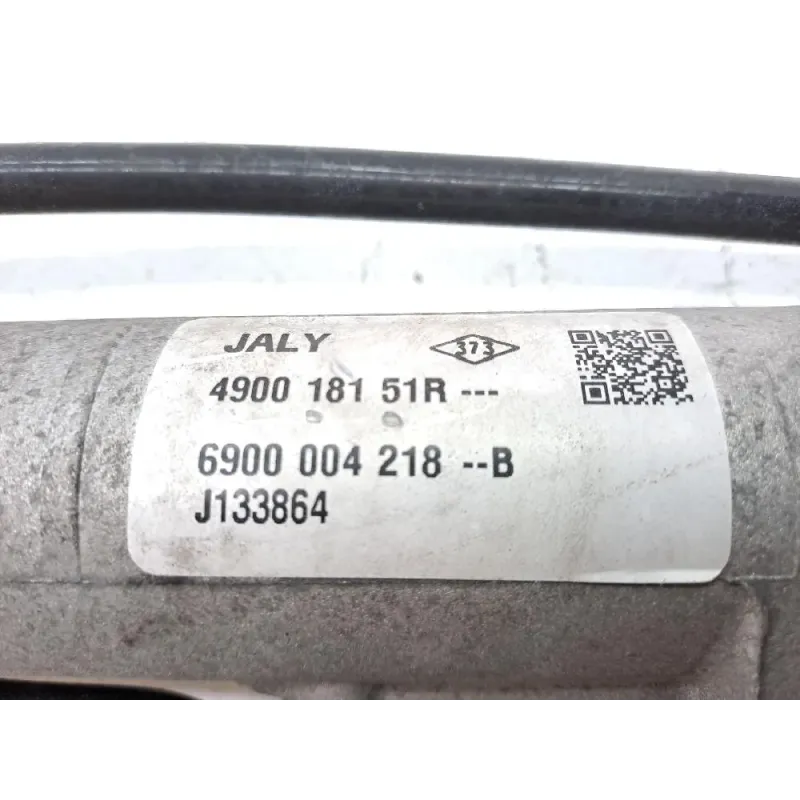 JALY 373
4900 181 51R ---
6900 004 218 --B
J133864